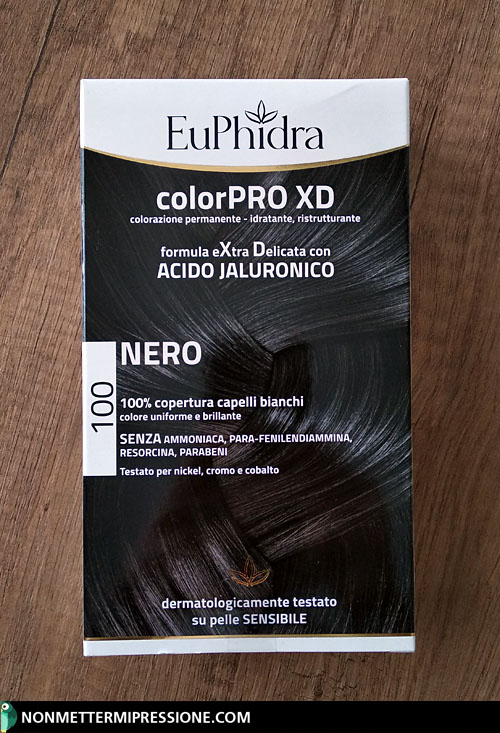 EuPhidra
colorPRO XD
colorazione permanente - idratante, ristrutturante
formula eXtra Delicata con
ACIDO JALURONICO
100
NERO
100% copertura capelli bianchi
colore uniforme e brillante
SENZA AMMONIACA, PARA-FENILENDIAMMINA,
RESORCINA, PARABENI
Testato per nickel, cromo e cobalto
dermatologicamente testato
su pelle SENSIBILE
NONMETTERMIPRESSIONE.COM